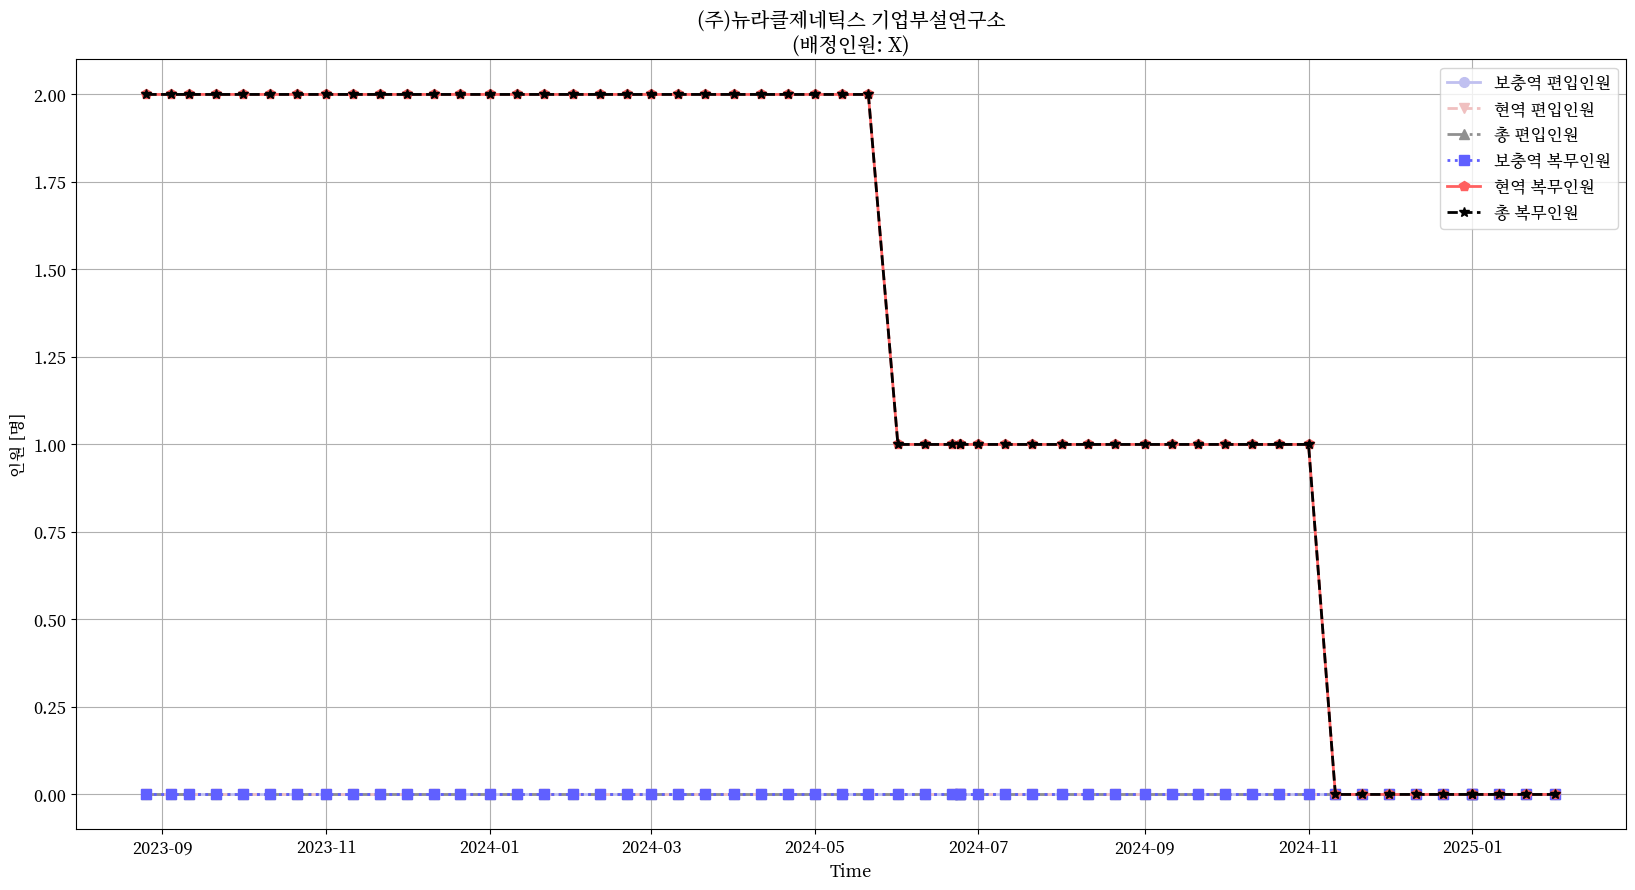 (주)뉴라클제네틱스 기업부설연구소
(배정인원: X)
보충역 편입인원
현역 편입인원
총 편입인원
보충역 복무인원
현역 복무인원
총 복무인원
인원 [명]
2.00
1.75
1.50
1.25
1.00
0.75
0.50
0.25
0.00
2023-09
2023-11
2024-01
2024-03
2024-05
2024-07
2024-09
2024-11
2025-01
Time